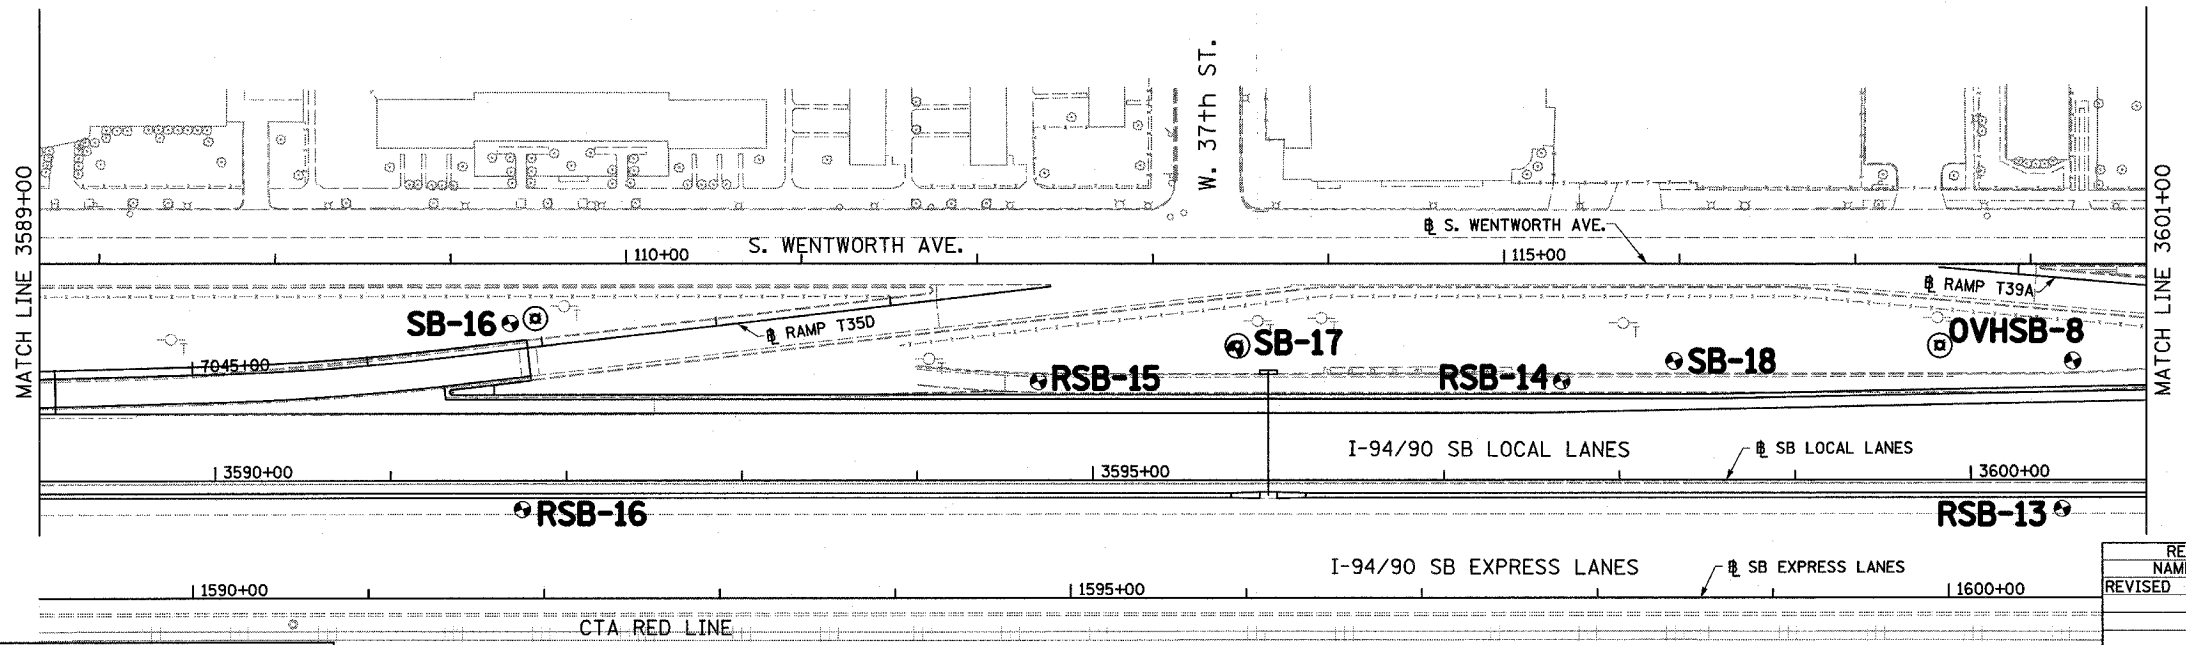 W. 37th ST.
MATCH LINE 3589+00
MATCH LINE 3601+00
S. WENTWORTH AVE.
℄ S. WENTWORTH AVE.
110+00
115+00
℄ RAMP T39A
SB-16
℄ RAMP T35D
SB-17
OVHSB-8
7045+00
RSB-15
RSB-14
SB-18
I-94/90 SB LOCAL LANES
℄ SB LOCAL LANES
3590+00
3595+00
3600+00
RSB-16
RSB-13
I-94/90 SB EXPRESS LANES
℄ SB EXPRESS LANES
1590+00
1595+00
1600+00
CTA RED LINE
REVISED